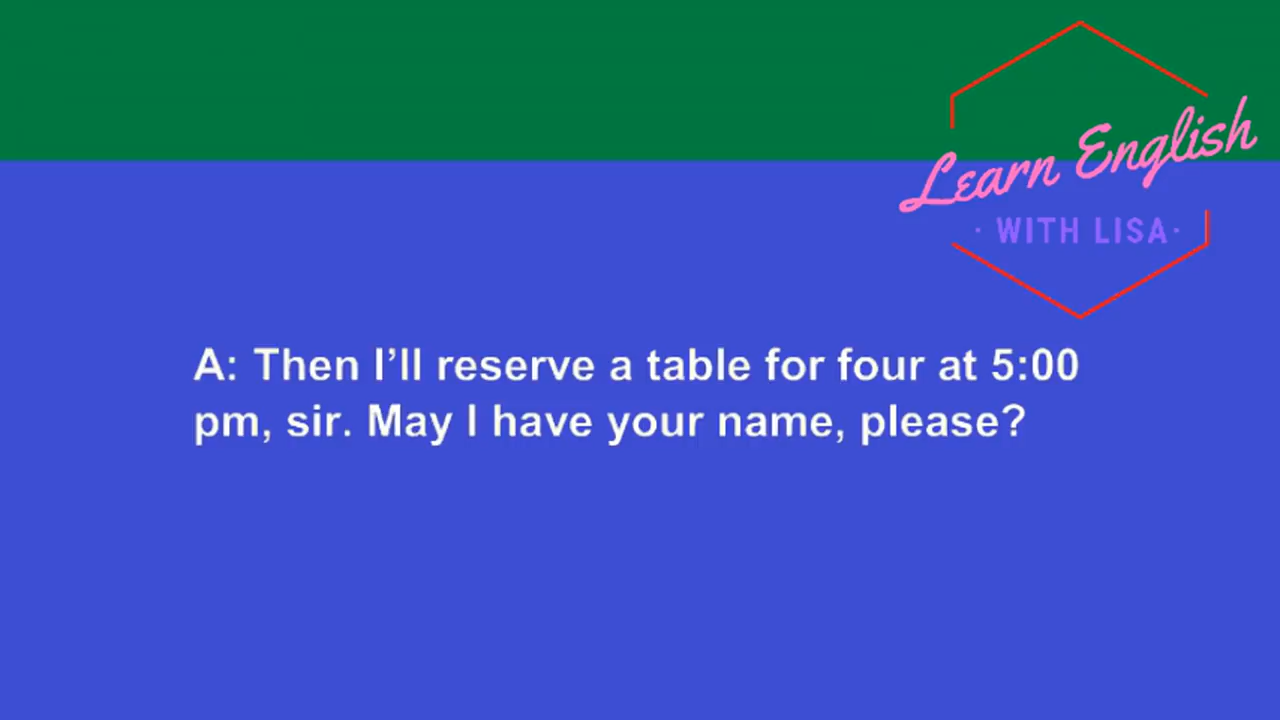 Learn English
· WITH LISA·
A: Then I’ll reserve a table for four at 5:00
pm, sir. May I have your name, please?